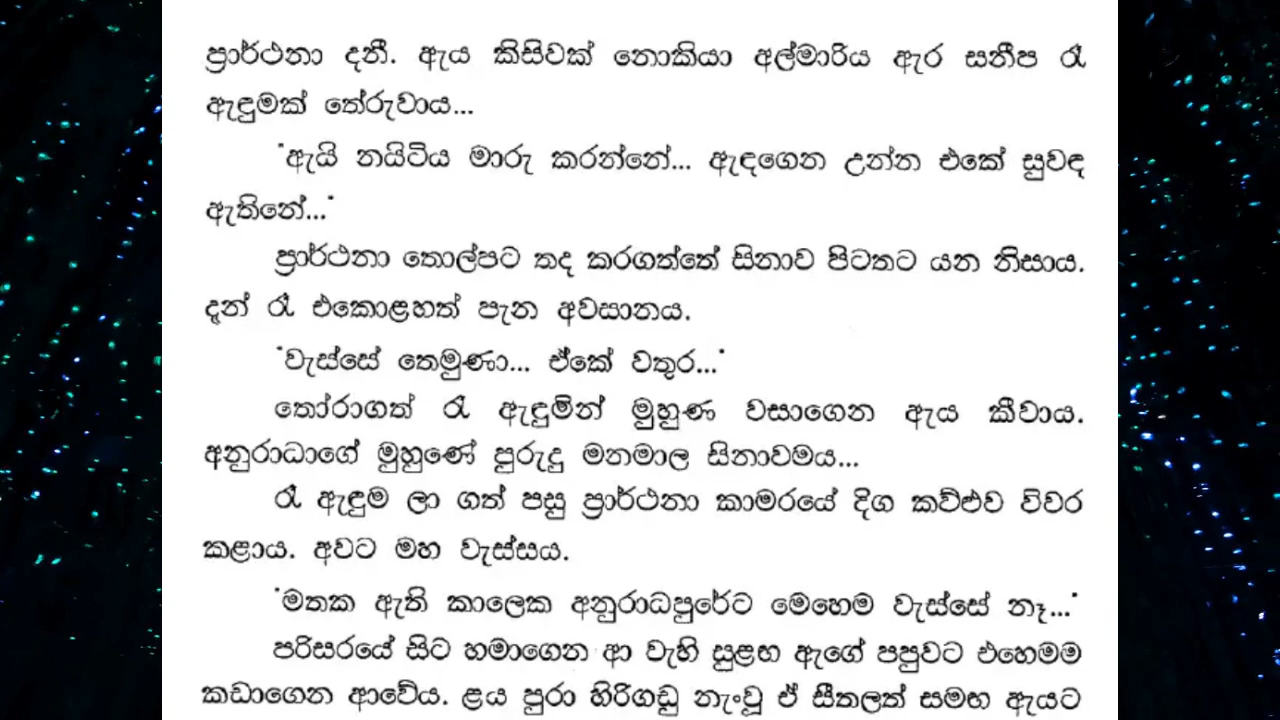 ප්‍රාර්ථනා දනී. ඇය කිසිවක් නොකියා අල්මාරිය ඇර සනීප රෑ
ඇඳුමක් තේරුවාය...
"ඇයි නයිටිය මාරු කරන්නේ... ඇඳගෙන උන්න එකේ සුවඳ
ඇතිනේ..."
ප්‍රාර්ථනා තොල්පට තද කරගත්තේ සිනාව පිටතට යන නිසාය.
දැන් රෑ එකොළහත් පැන අවසානය.
"වැස්සේ තෙමුණා... ඒකේ වතුර..."
තෝරාගත් රෑ ඇඳුමින් මුහුණ වසාගෙන ඇය කීවාය.
අනුරාධාගේ මුහුණේ පුරුදු මනමාල සිනාවමය...
රෑ ඇඳුම ලා ගත් පසු ප්‍රාර්ථනා කාමරයේ දිග කවුළුව විවර
කළාය. අවට මහ වැස්සය.
"මතක ඇති කාලෙක අනුරාධපුරේට මෙහෙම වැස්සේ නෑ..."
පරිසරයේ සිට හමාගෙන ආ වැහි සුළඟ ඇගේ පපුවට එහෙමම
කඩාගෙන ආවේය. ළය පුරා හිරිගඩු නැංවූ ඒ සීතලත් සමඟ ඇයට